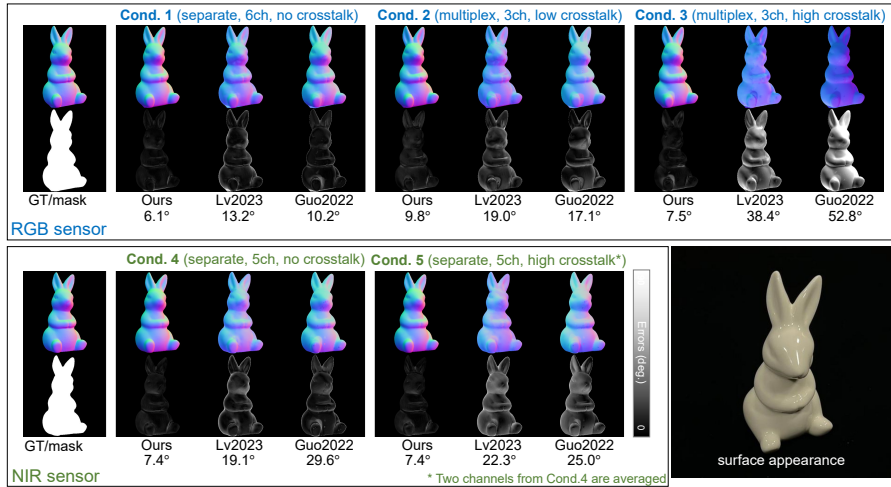 Cond. 1 (separate, 6ch, no crosstalk)
Cond. 2 (multiplex, 3ch, low crosstalk)
Cond. 3 (multiplex, 3ch, high crosstalk)
GT/mask
Ours
Lv2023
Guo2022
Ours
Lv2023
Guo2022
Ours
Lv2023
Guo2022
6.1°
13.2°
10.2°
9.8°
19.0°
17.1°
7.5°
38.4°
52.8°
RGB sensor
Cond. 4 (separate, 5ch, no crosstalk)
Cond. 5 (separate, 5ch, high crosstalk*)
Errors (deg.)
0
GT/mask
Ours
Lv2023
Guo2022
Ours
Lv2023
Guo2022
7.4°
19.1°
29.6°
7.4°
22.3°
25.0°
NIR sensor
* Two channels from Cond.4 are averaged
surface appearance